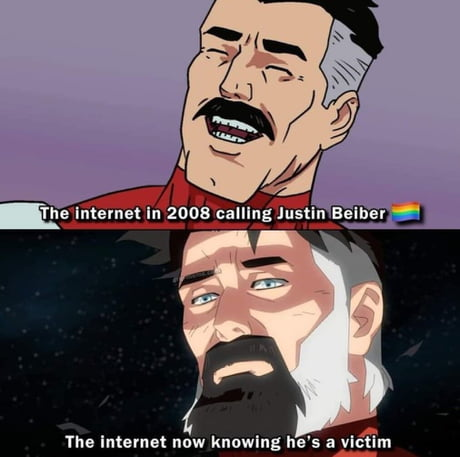 The internet in 2008 calling Justin Beiber 🏳️‍🌈
The internet now knowing he's a victim